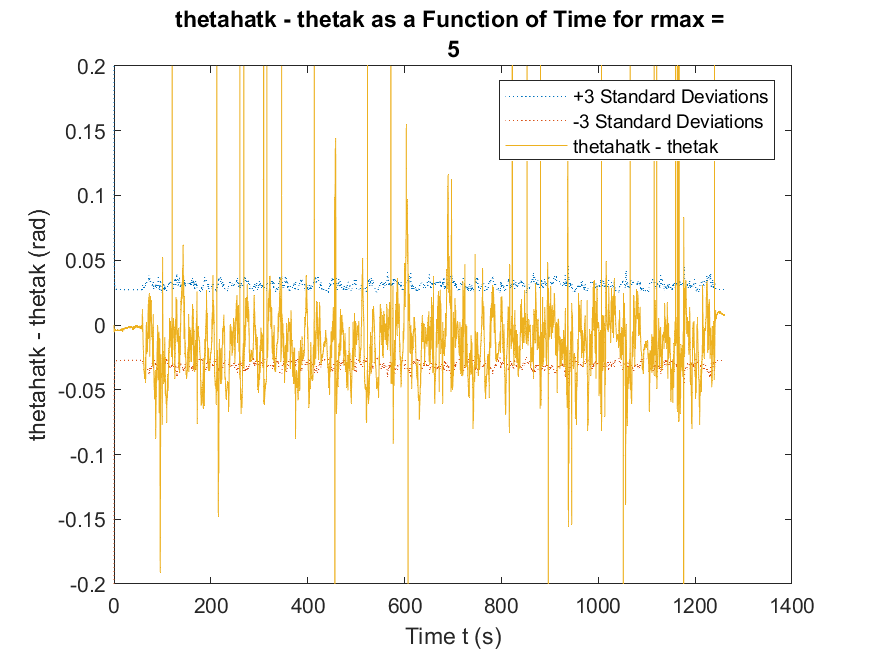 thetahatk - thetak as a Function of Time for rmax =
5
+3 Standard Deviations
-3 Standard Deviations
thetahatk - thetak
thetahatk - thetak (rad)
0.2
0.15
0.1
0.05
0
-0.05
-0.1
-0.15
-0.2
0 200 400 600 800 1000 1200 1400
Time t (s)